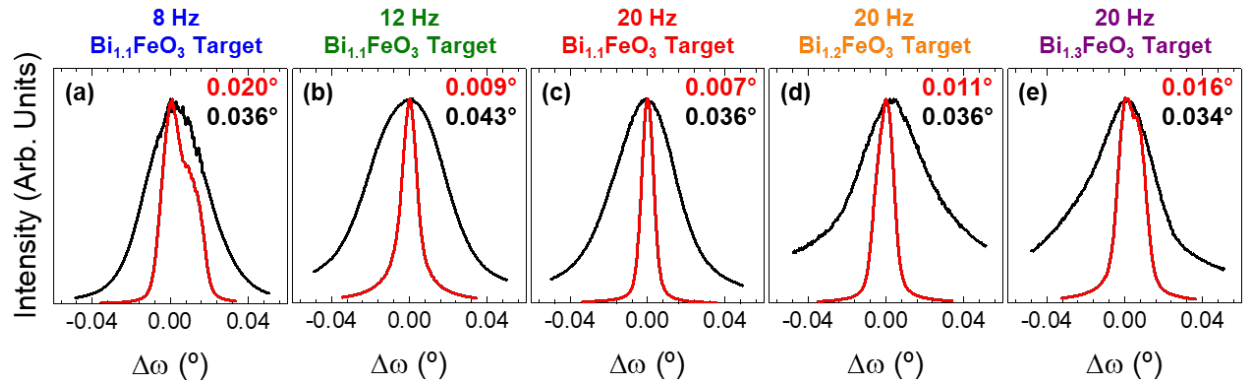 8 Hz
Bi₁.₁FeO₃ Target
12 Hz
Bi₁.₁FeO₃ Target
20 Hz
Bi₁.₁FeO₃ Target
20 Hz
Bi₁.₂FeO₃ Target
20 Hz
Bi₁.₃FeO₃ Target
Intensity (Arb. Units)
(a)
0.020°
0.036°
(b)
0.009°
0.043°
(c)
0.007°
0.036°
(d)
0.011°
0.036°
(e)
0.016°
0.034°
-0.04 0.00 0.04
-0.04 0.00 0.04
-0.04 0.00 0.04
-0.04 0.00 0.04
-0.04 0.00 0.04
Δω (°)
Δω (°)
Δω (°)
Δω (°)
Δω (°)